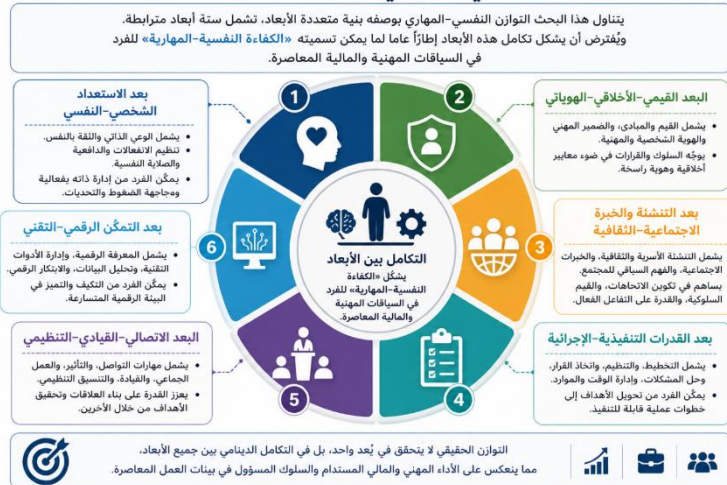 يتناول هذا البحث التوازن النفسي-المهاري بوصفه بنية متعددة الأبعاد، تشمل ستة أبعاد مترابطة.
ويُفترض أن يشكل تكامل هذه الأبعاد إطارًا عاما لما يمكن تسميته «الكفاءة النفسية-المهارية» للفرد
في السياقات المهنية والمالية المعاصرة.
1
بعد الاستعداد
الشخصي-النفسي
• يشمل الوعي الذاتي والثقة بالنفس.
• تنظيم الانفعالات والدافعية
والصلابة النفسية.
• يمكّن الفرد من إدارة ذاته بفعالية
ومواجهة الضغوط والتحديات.
2
البعد القيمي-الأخلاقي-الهوياتي
• يشمل القيم والمبادئ، والضمير المهني
والهوية الشخصية والمهنية.
• يوجّه السلوك والقرارات في ضوء معايير
أخلاقية وهوية راسخة.
3
بعد التنشئة والخبرة
الاجتماعية-الثقافية
يشمل التنشئة الأسرية والثقافية، والخبرات
الاجتماعية، والفهم السياقي للمجتمع.
يساهم في تكوين الاتجاهات، والقيم
السلوكية، والقدرة على التفاعل الفعال.
4
بعد القدرات التنفيذية-الإجرائية
• يشمل التخطيط، والتنظيم، واتخاذ القرار،
وحل المشكلات، وإدارة الوقت والموارد.
• يمكّن الفرد من تحويل الأهداف إلى
خطوات عملية قابلة للتنفيذ.
5
البعد الاتصالي-القيادي-التنظيمي
• يشمل مهارات التواصل، والتأثير، والعمل
الجماعي، والقيادة، والتنسيق التنظيمي.
• يعزز القدرة على بناء العلاقات وتحقيق
الأهداف من خلال الآخرين.
6
بعد التمكّن الرقمي-التقني
• يشمل المعرفة الرقمية، وإدارة الأدوات
التقنية، وتحليل البيانات، والابتكار الرقمي.
• يمكّن الفرد من التكيف والتميز في
البيئة الرقمية المتسارعة.
التكامل بين الأبعاد
يشكّل «الكفاءة
النفسية-المهارية» للفرد
في السياقات المهنية
والمالية المعاصرة.
التوازن الحقيقي لا يتحقق في بُعد واحد، بل في التكامل الدينامي بين جميع الأبعاد،
مما ينعكس على الأداء المهني والمالي المستدام والسلوك المسؤول في بيئات العمل المعاصرة.